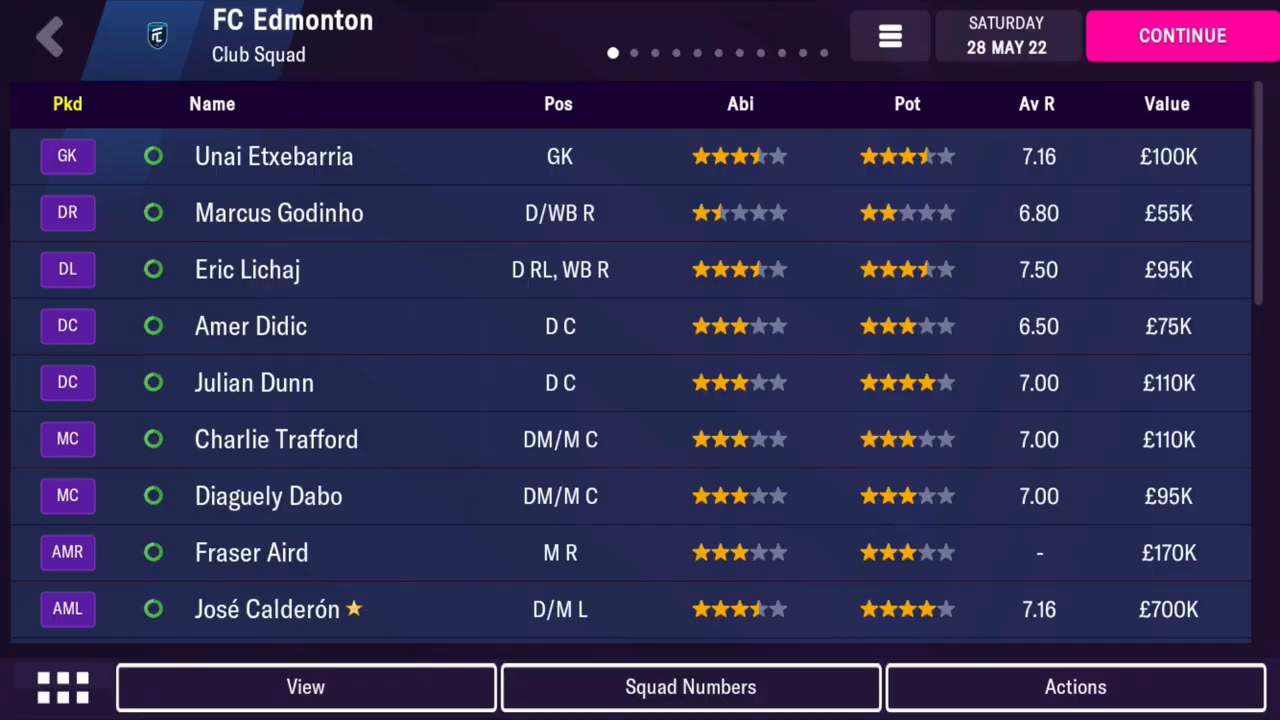 FC Edmonton
Club Squad
SATURDAY
28 MAY 22
CONTINUE
Pkd Name Pos Abi Pot Av R Value
GK Unai Etxebarria GK 7.16 £100K
DR Marcus Godinho D/WB R 6.80 £55K
DL Eric Lichaj D RL, WB R 7.50 £95K
DC Amer Didic D C 6.50 £75K
DC Julian Dunn D C 7.00 £110K
MC Charlie Trafford DM/M C 7.00 £110K
MC Diaguely Dabo DM/M C 7.00 £95K
AMR Fraser Aird M R - £170K
AML José Calderón D/M L 7.16 £700K
View Squad Numbers Actions